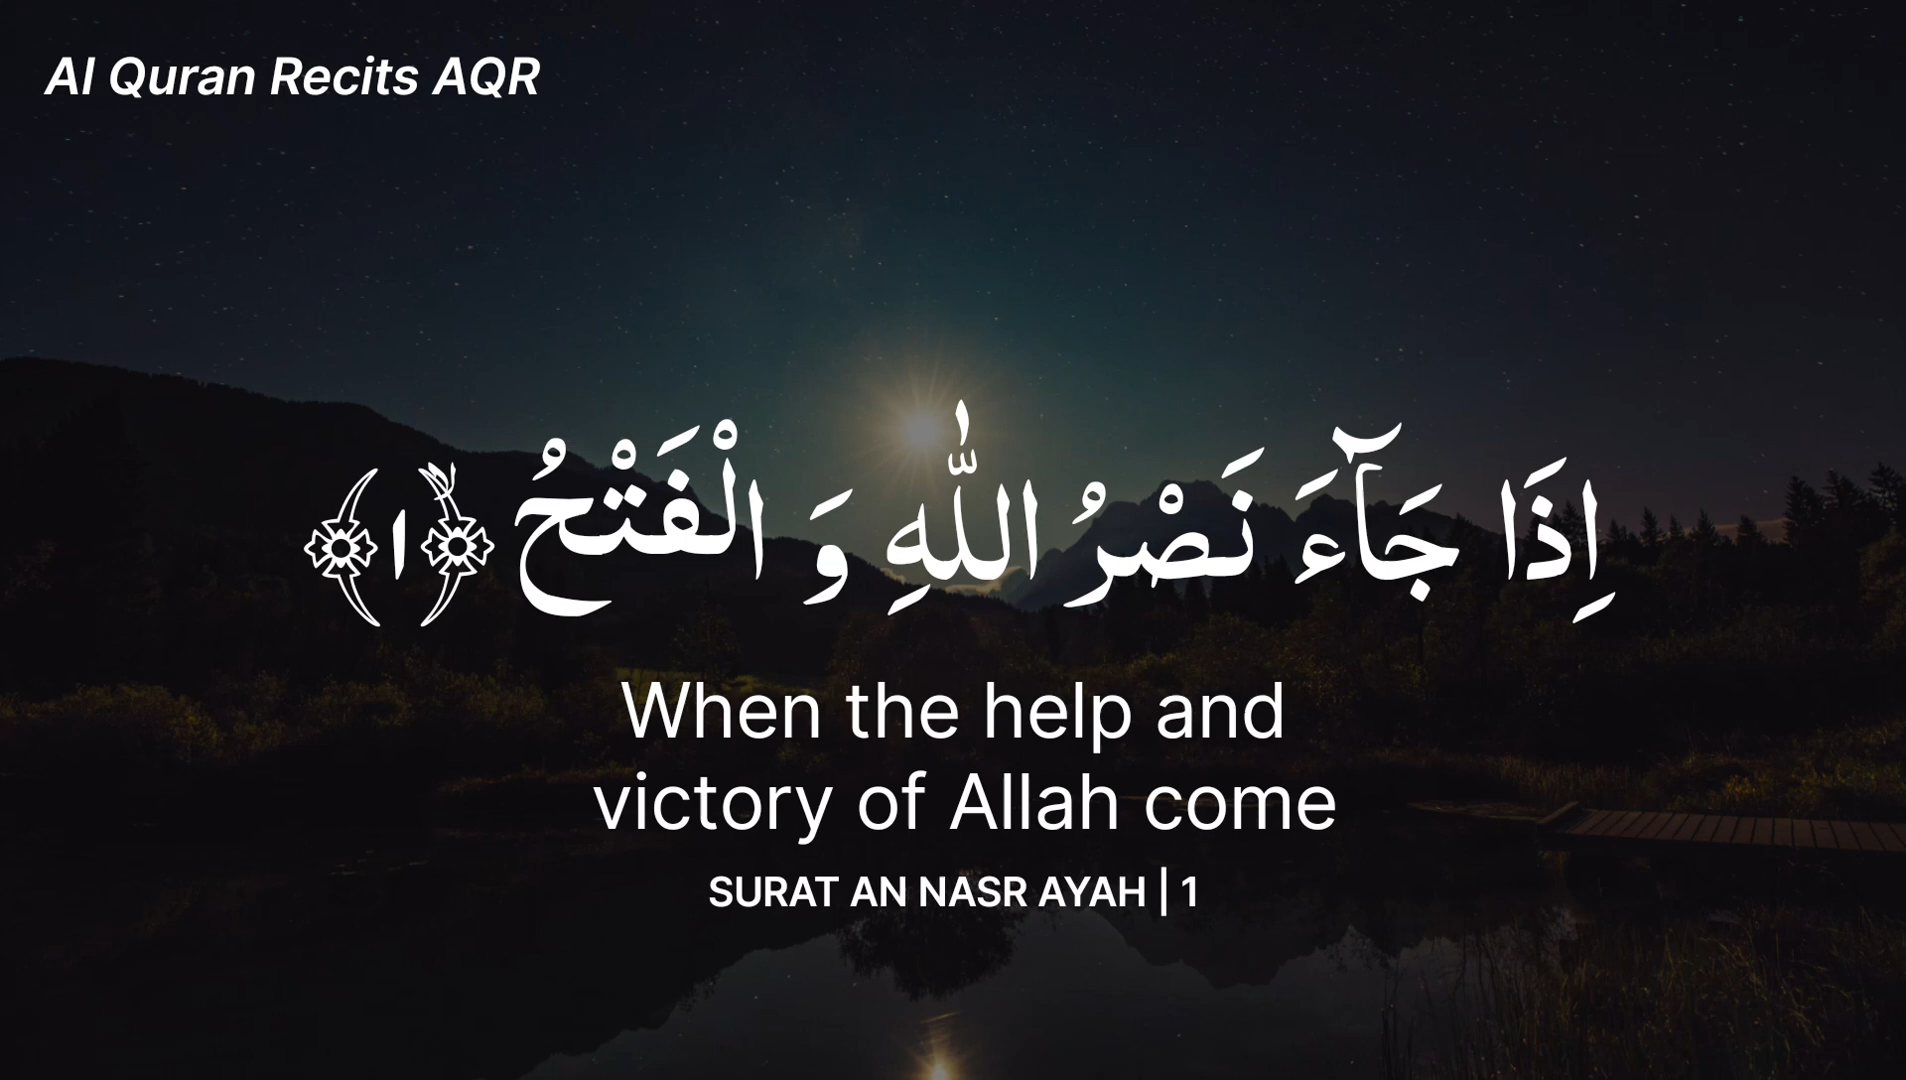 Al Quran Recits AQR
اِذَا جَآءَ نَصْرُ اللّٰهِ وَ الْفَتْحُ ﴿ۙ۱﴾
When the help and
victory of Allah come
SURAT AN NASR AYAH | 1